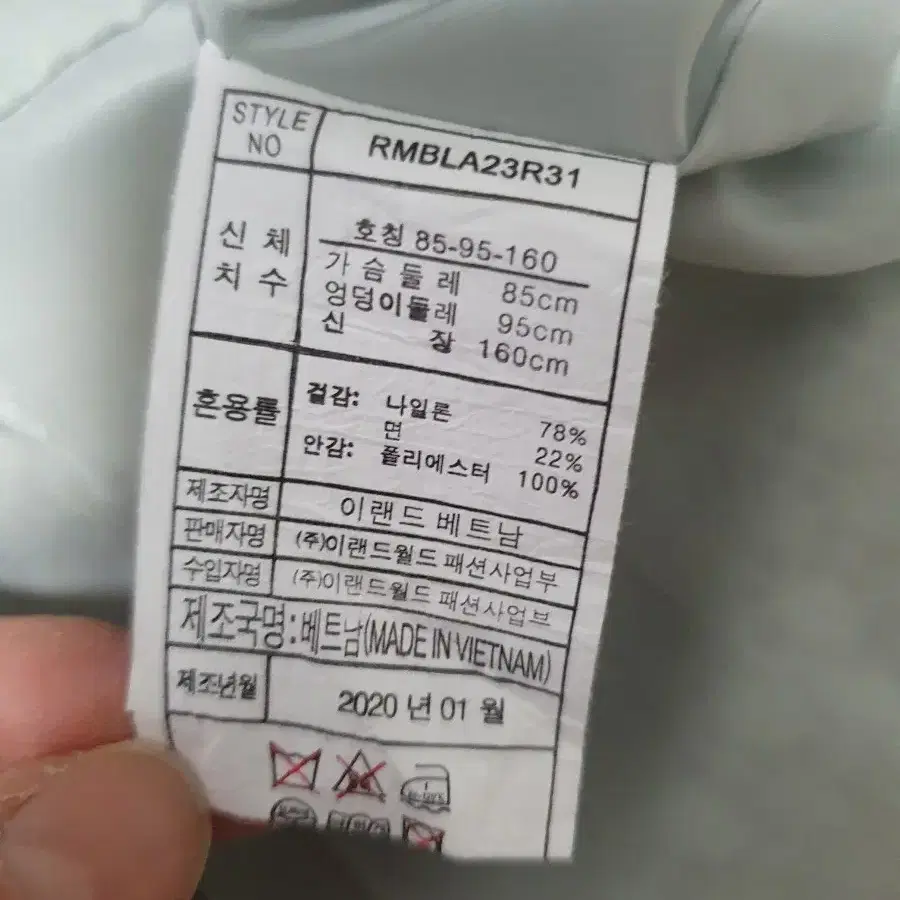 STYLE NO RMBLA23R31
신체 치수
호칭 85-95-160
가슴둘레 85cm
엉덩이둘레 95cm
신장 160cm
혼용률
겉감: 나일론 78%
면 22%
안감: 폴리에스터 100%
제조자명 이랜드 베트남
판매자명 (주)이랜드월드 패션사업부
수입자명 (주)이랜드월드 패션사업부
제조국명:베트남(MADE IN VIETNAM)
제조년월 2020 년 01 월